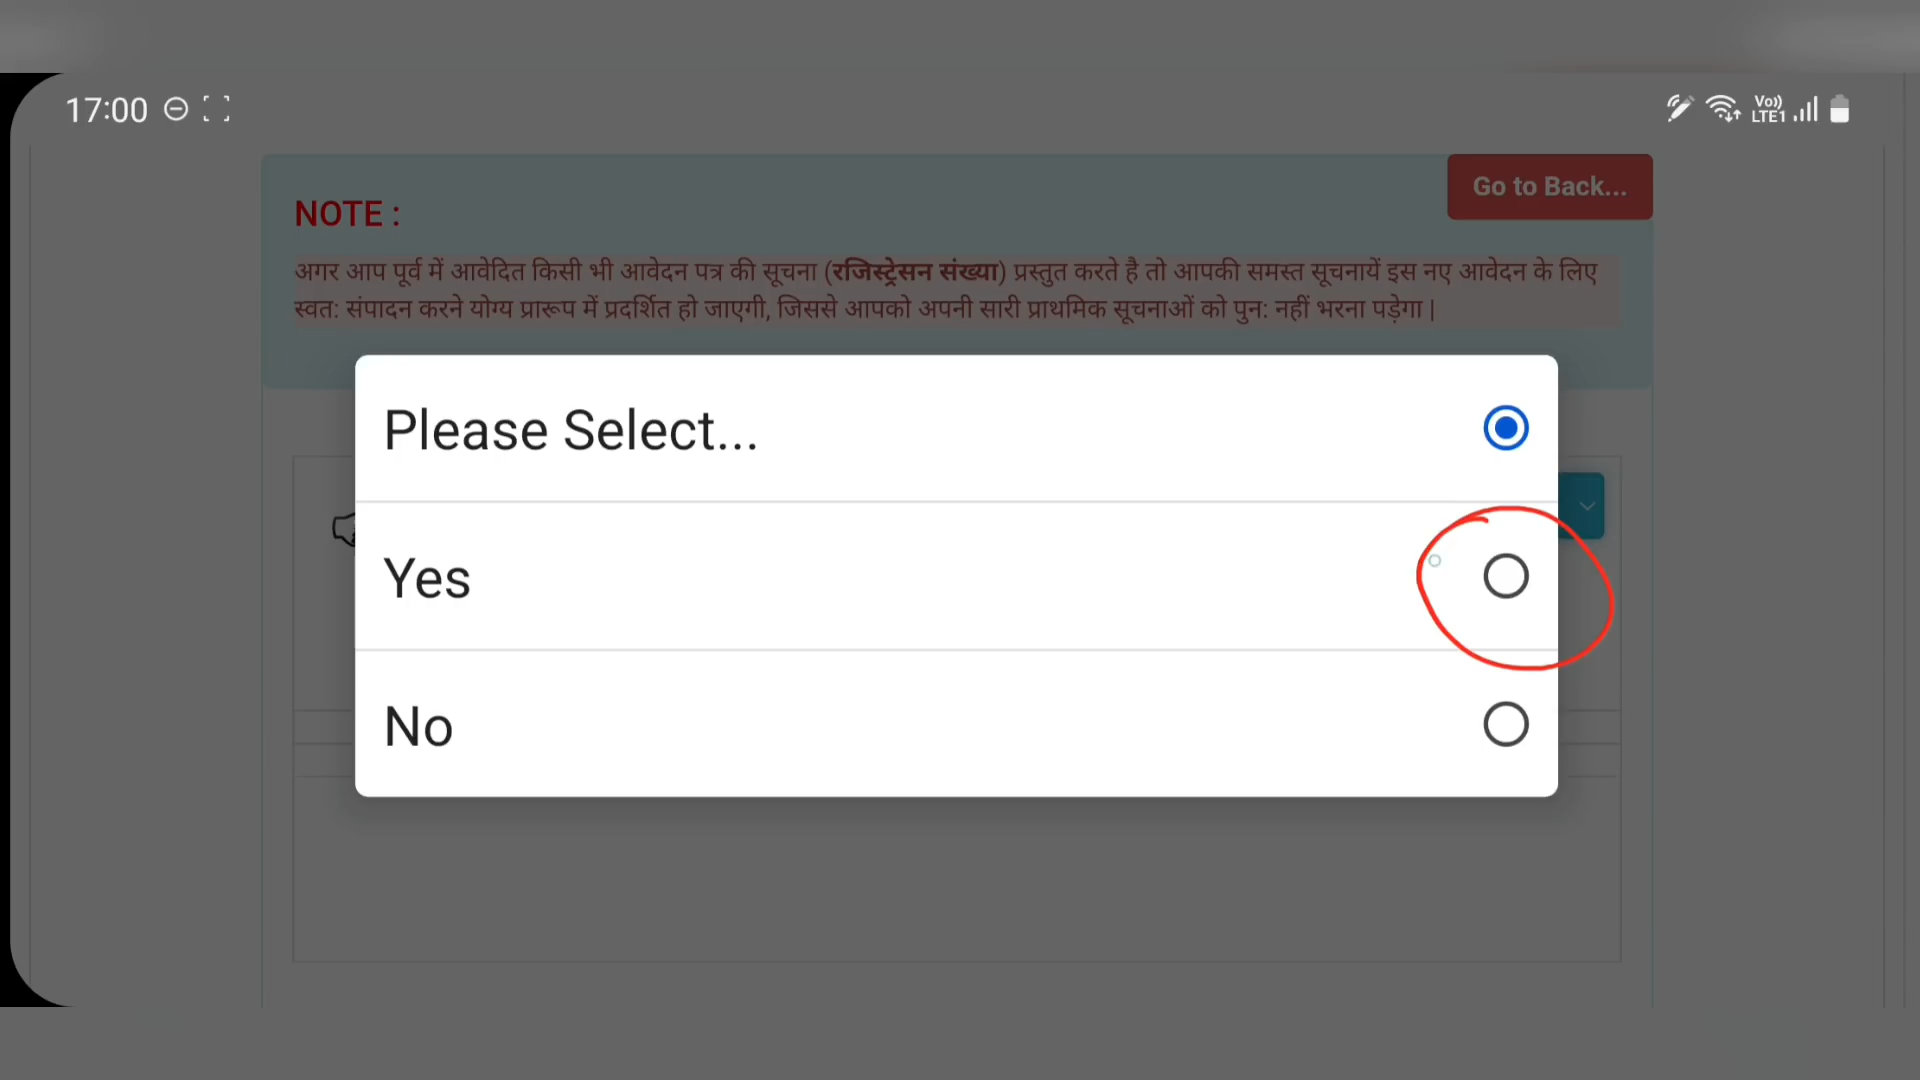 17:00
Vo)) LTE1
Go to Back...
NOTE :
अगर आप पूर्व में आवेदित किसी भी आवेदन पत्र की सूचना (रजिस्ट्रेसन संख्या) प्रस्तुत करते है तो आपकी समस्त सूचनायें इस नए आवेदन के लिए
स्वत: संपादन करने योग्य प्रारूप में प्रदर्शित हो जाएगी, जिससे आपको अपनी सारी प्राथमिक सूचनाओं को पुन: नहीं भरना पड़ेगा |
Please Select...
Yes
No